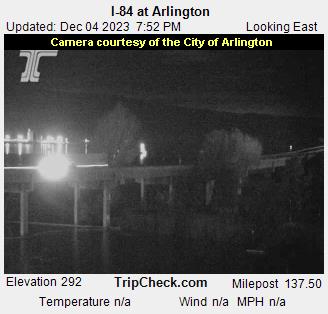 I-84 at Arlington
Updated: Dec 04 2023 7:52 PM Looking East
Camera courtesy of the City of Arlington
Elevation 292 TripCheck.com Milepost 137.50
Temperature n/a Wind n/a MPH n/a